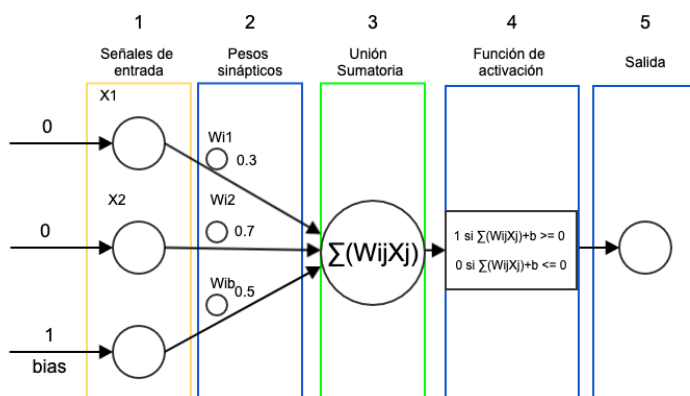 1
2
3
4
5
Señales de
entrada
Pesos
sinápticos
Unión
Sumatoria
Función de
activación
Salida
X1
0
Wi1
0.3
X2
Wi2
0
0.7
1 si ∑(WijXj)+b >= 0
∑(WijXj)
0 si ∑(WijXj)+b <= 0
Wib
0.5
1
bias